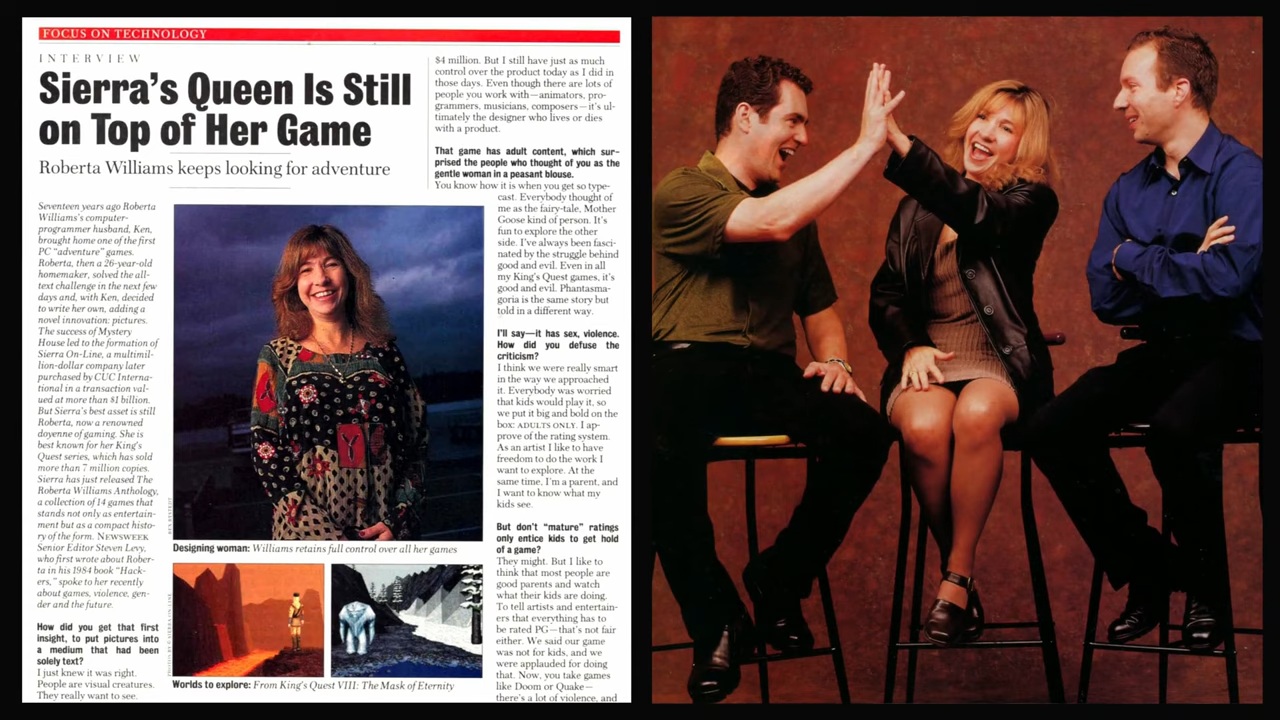 FOCUS ON TECHNOLOGY
INTERVIEW
Sierra's Queen Is Still
on Top of Her Game
Roberta Williams keeps looking for adventure
Seventeen years ago Roberta
Williams's computer-
programmer husband, Ken,
brought home one of the first
PC "adventure" games.
Roberta, then a 26-year-old
homemaker, solved the all-
text challenge in the next few
days and, with Ken, decided
to write her own, adding a
novel innovation: pictures.
The success of Mystery
House led to the formation of
Sierra On-Line, a multimil-
lion-dollar company later
purchased by CUC Interna-
tional in a transaction val-
ued at more than $1 billion.
But Sierra's best asset is still
Roberta, now a renowned
doyenne of gaming. She is
best known for her King's
Quest series, which has sold
more than 7 million copies.
Sierra has just released The
Roberta Williams Anthology,
a collection of 14 games that
stands not only as entertain-
ment but as a compact histo-
ry of the form. NEWSWEEK
Senior Editor Steven Levy,
who first wrote about Rober-
ta in his 1984 book "Hack-
ers," spoke to her recently
about games, violence, gen-
der and the future.
How did you get that first
insight, to put pictures into
a medium that had been
solely text?
I just knew it was right.
People are visual creatures.
They really want to see.
Designing woman: Williams retains full control over all her games
Worlds to explore: From King's Quest VIII: The Mask of Eternity
$4 million. But I still have just as much
control over the product today as I did in
those days. Even though there are lots of
people you work with—animators, pro-
grammers, musicians, composers—it's ul-
timately the designer who lives or dies
with a product.
That game has adult content, which sur-
prised the people who thought of you as the
gentle woman in a peasant blouse.
You know how it is when you get so type-
cast. Everybody thought of
me as the fairy-tale, Mother
Goose kind of person. It's
fun to explore the other
side. I've always been fasci-
nated by the struggle behind
good and evil. Even in all
my King's Quest games, it's
good and evil. Phantasma-
goria is the same story but
told in a different way.
I'll say—it has sex, violence.
How did you defuse the
criticism?
I think we were really smart
in the way we approached
it. Everybody was worried
that kids would play it, so
we put it big and bold on the
box: ADULTS ONLY. I ap-
prove of the rating system.
As an artist I like to have
freedom to do the work I
want to explore. At the
same time, I'm a parent, and
I want to know what my
kids see.
But don't "mature" ratings
only entice kids to get hold
of a game?
They might. But I like to
think that most people are
good parents and watch
what their kids are doing.
To tell artists and entertain-
ers that everything has to
be rated PG—that's not fair
either. We said our game
was not for kids, and we
were applauded for doing
that. Now, you take games
like Doom or Quake—
there's a lot of violence, and